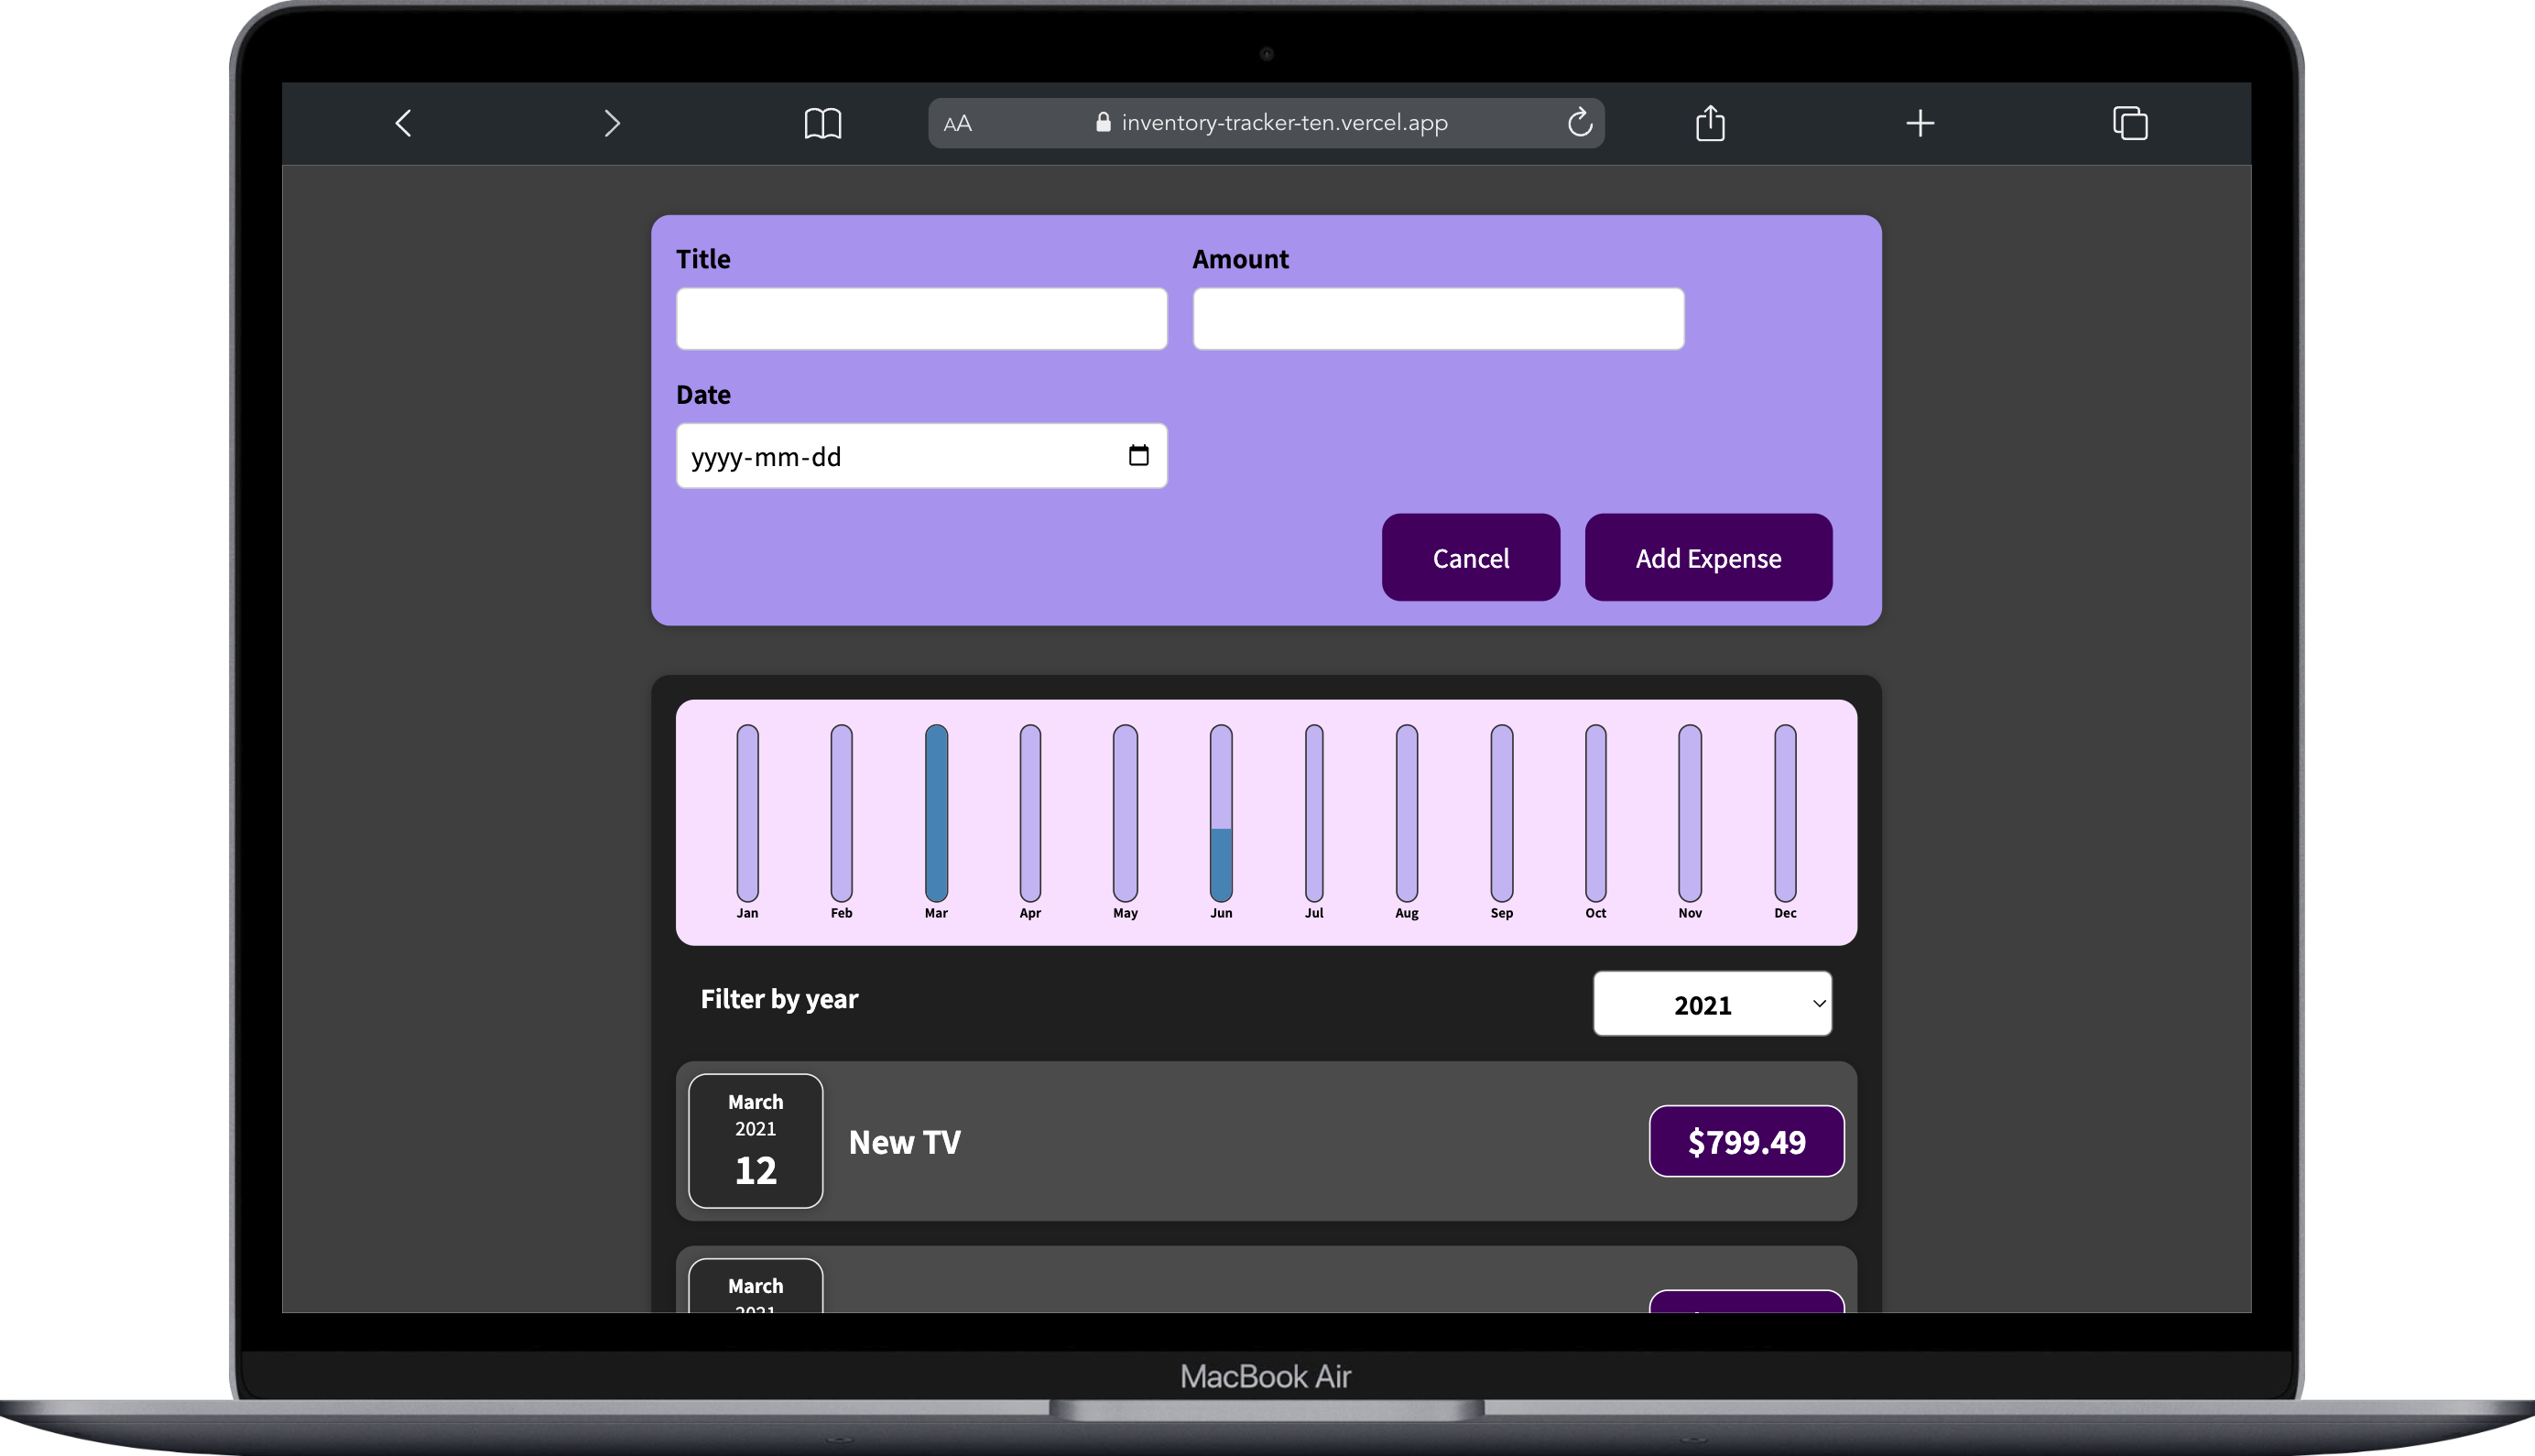 AA inventory-tracker-ten.vercel.app
Title Amount
Date
yyyy-mm-dd
Cancel Add Expense
Jan Feb Mar Apr May Jun Jul Aug Sep Oct Nov Dec
Filter by year 2021
March
2021
12
New TV
$799.49
March
2021
MacBook Air